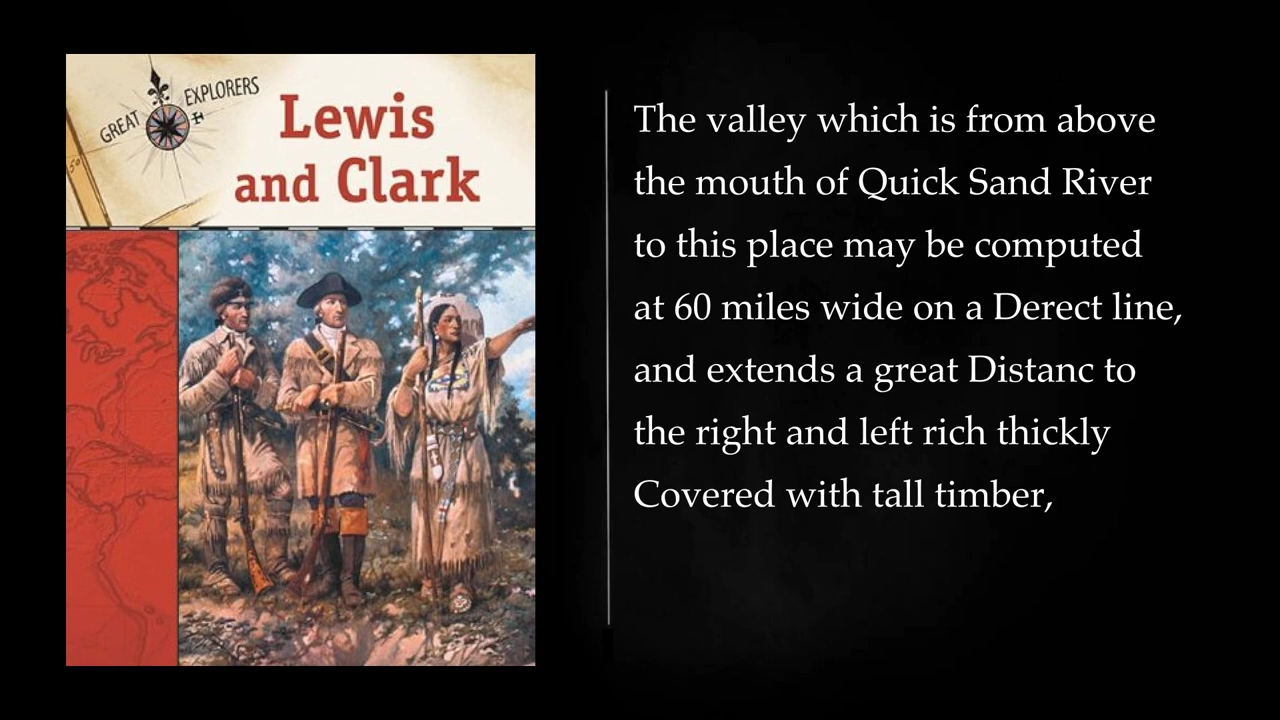 GREAT EXPLORERS
Lewis
and Clark
50
The valley which is from above
the mouth of Quick Sand River
to this place may be computed
at 60 miles wide on a Derect line,
and extends a great Distanc to
the right and left rich thickly
Covered with tall timber,